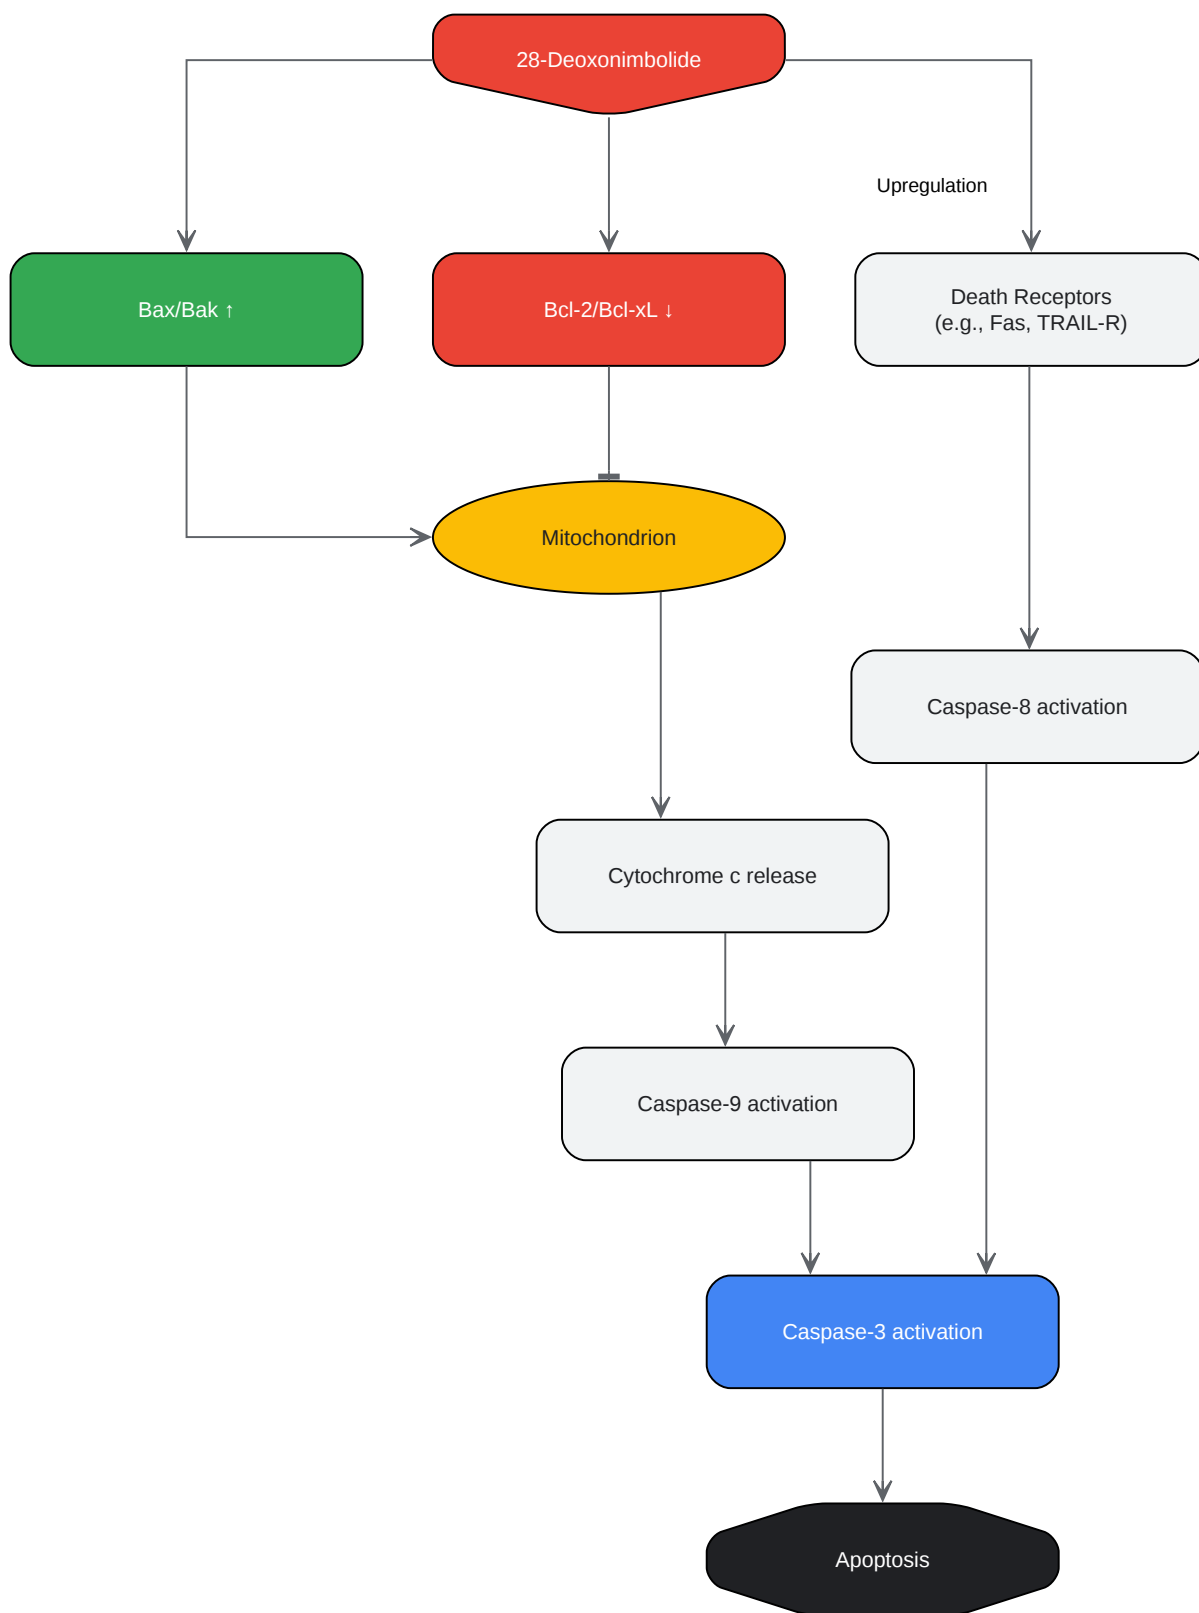 28-Deoxonimbolide
Upregulation
Bax/Bak ↑
Bcl-2/Bcl-xL ↓
Death Receptors
(e.g., Fas, TRAIL-R)
Mitochondrion
Caspase-8 activation
Cytochrome c release
Caspase-9 activation
Caspase-3 activation
Apoptosis